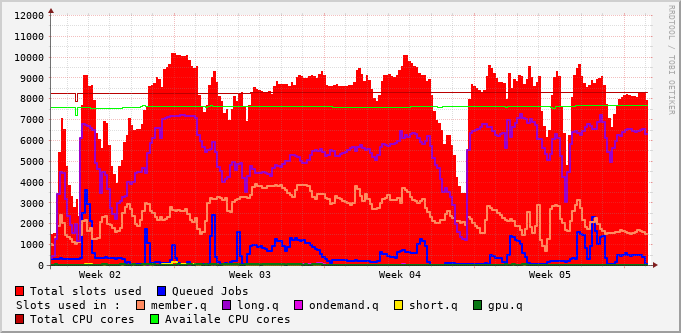 12000
11000
10000
9000
8000
7000
6000
5000
4000
3000
2000
1000
0
Week 02 Week 03 Week 04 Week 05
Total slots used Queued Jobs
Slots used in : member.q long.q ondemand.q short.q gpu.q
Total CPU cores Availale CPU cores
RRDTOOL / TOBI OETIKER